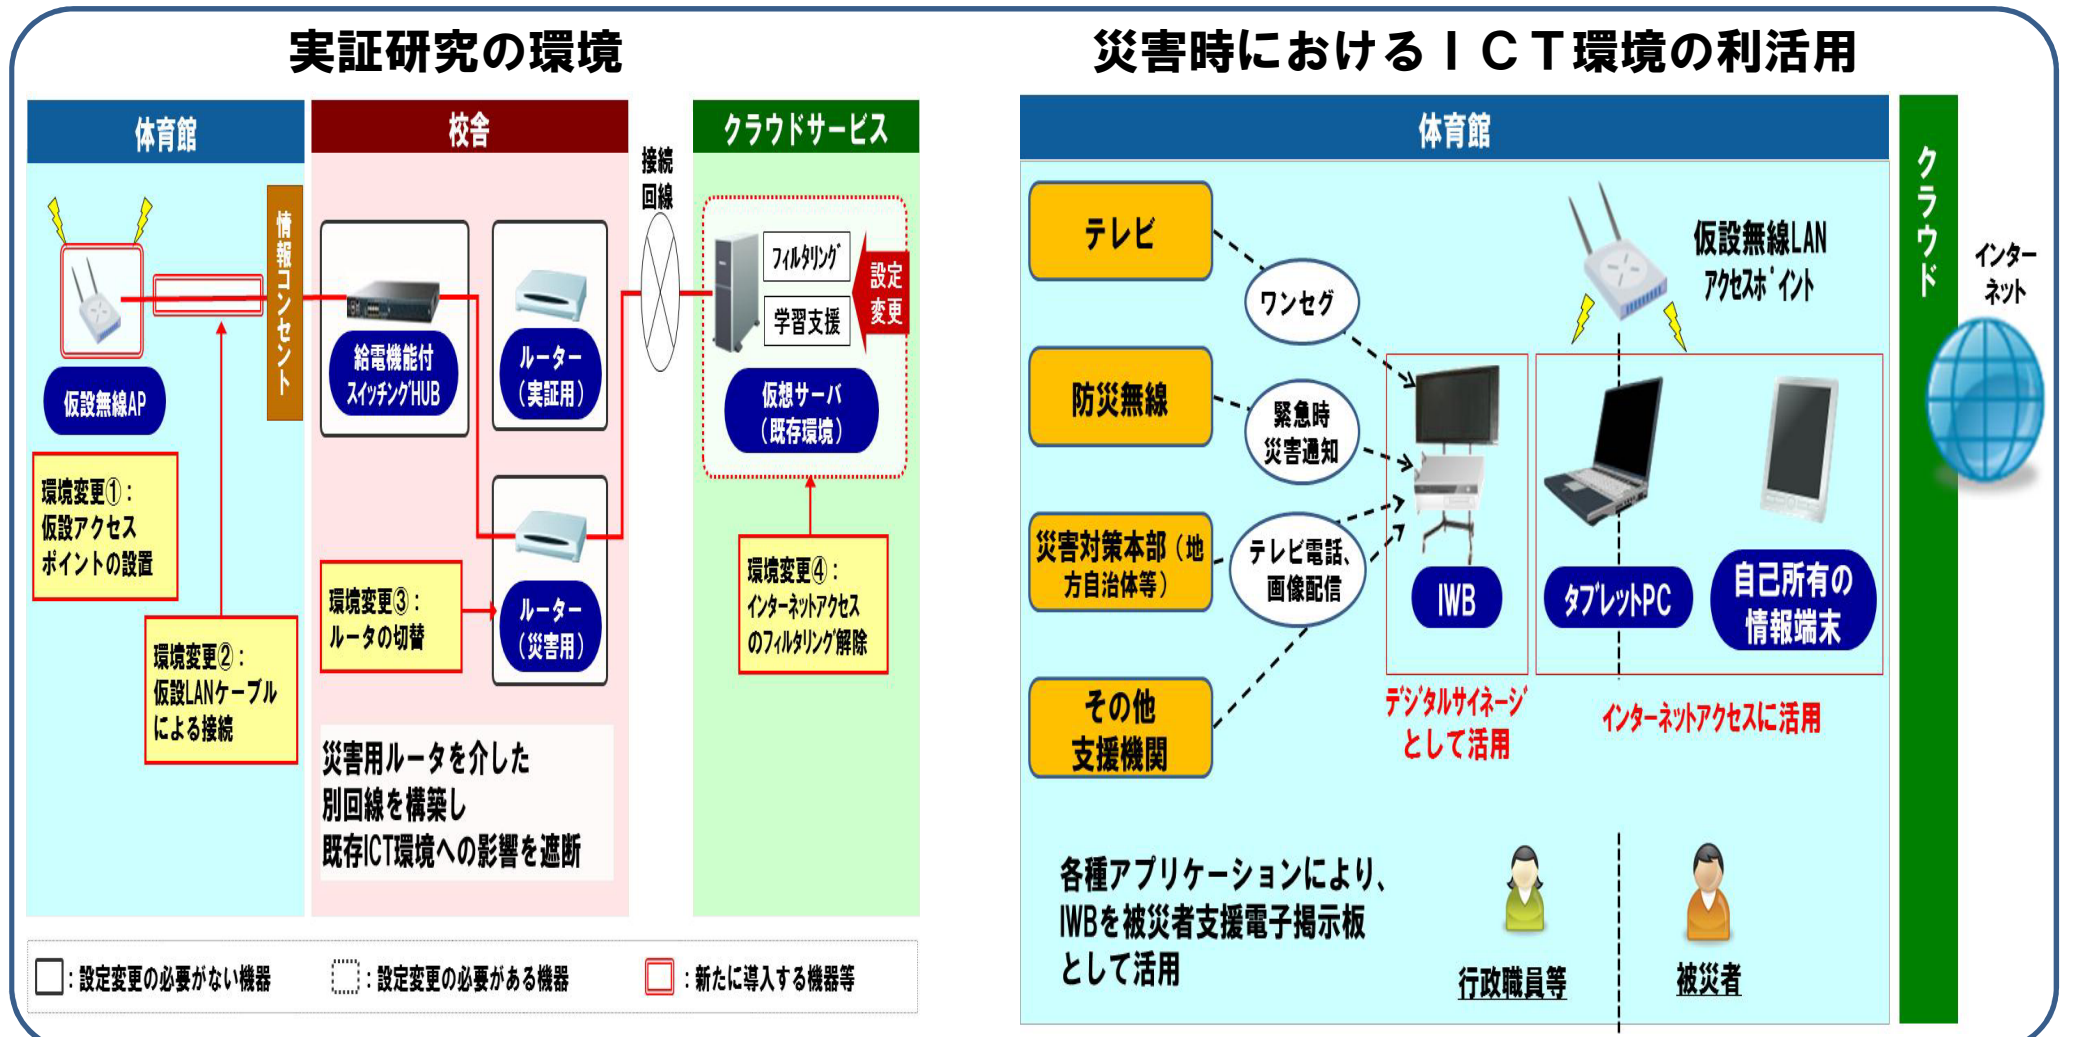 実証研究の環境
体育館
校舎
クラウドサービス
接続
回線
情報コンセント
フィルタリング
学習支援
設定
変更
仮設無線AP
給電機能付
スイッチングHUB
ルーター
（実証用）
仮想サーバ
（既存環境）
環境変更①：
仮設アクセス
ポイントの設置
環境変更②：
仮設LANケーブル
による接続
環境変更③：
ルータの切替
ルーター
（災害用）
環境変更④：
インターネットアクセス
のフィルタリング解除
災害用ルータを介した
別回線を構築し
既存ICT環境への影響を遮断
：設定変更の必要がない機器
：設定変更の必要がある機器
：新たに導入する機器等
災害時におけるＩＣＴ環境の利活用
体育館
クラウド
インター
ネット
テレビ
ワンセグ
仮設無線LAN
アクセスポイント
防災無線
緊急時
災害通知
災害対策本部（地
方自治体等）
テレビ電話、
画像配信
その他
支援機関
IWB
タブレットPC
自己所有の
情報端末
デジタルサイネージ
として活用
インターネットアクセスに活用
各種アプリケーションにより、
IWBを被災者支援電子掲示板
として活用
行政職員等
被災者